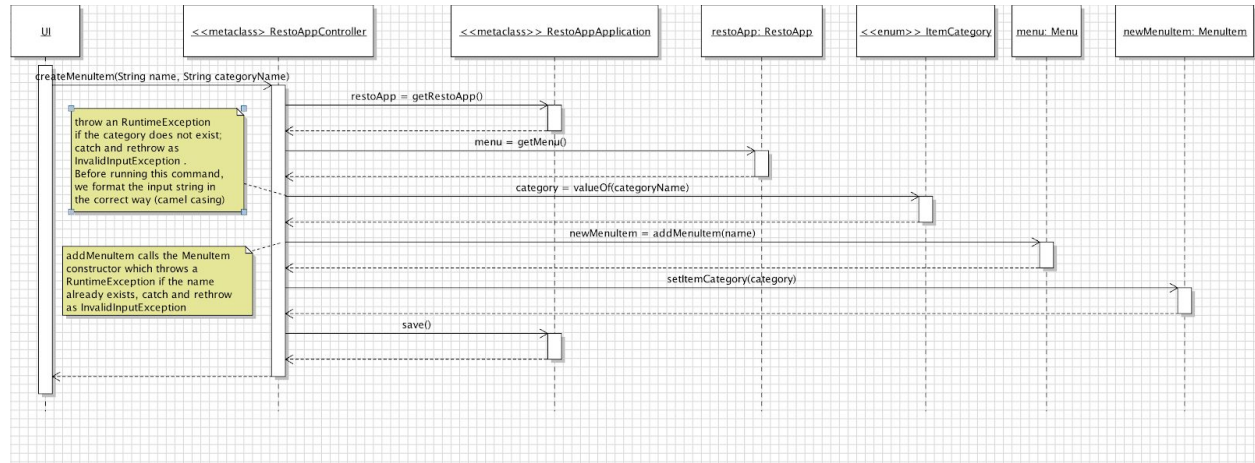 UI
<<metaclass> RestoAppController
<<metaclass>> RestoAppApplication
restoApp: RestoApp
<<enum>> ItemCategory
menu: Menu
newMenuItem: MenuItem
createMenuItem(String name, String categoryName)
restoApp = getRestoApp()
throw an RuntimeException
if the category does not exist;
catch and rethrow as
InvalidInputException .
Before running this command,
we format the input string in
the correct way (camel casing)
menu = getMenu()
category = valueOf(categoryName)
newMenuItem = addMenuItem(name)
addMenuItem calls the MenuItem
constructor which throws a
RuntimeException if the name
already exists, catch and rethrow
as InvalidInputException
setItemCategory(category)
save()